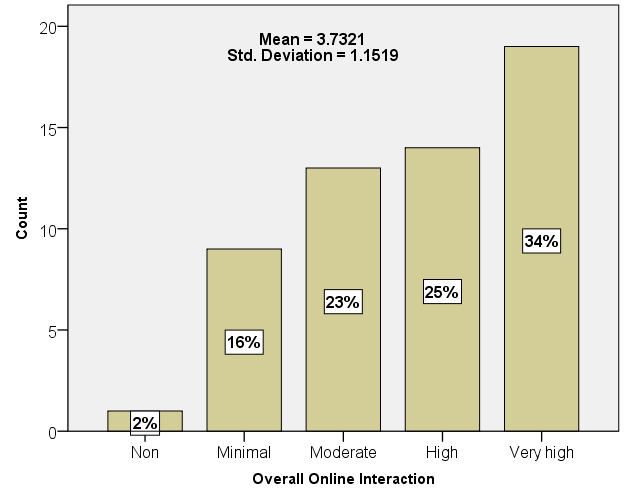 Mean = 3.7321
Std. Deviation = 1.1519
20
15
10
5
0
Count
2%
16%
23%
25%
34%
Non
Minimal
Moderate
High
Very high
Overall Online Interaction